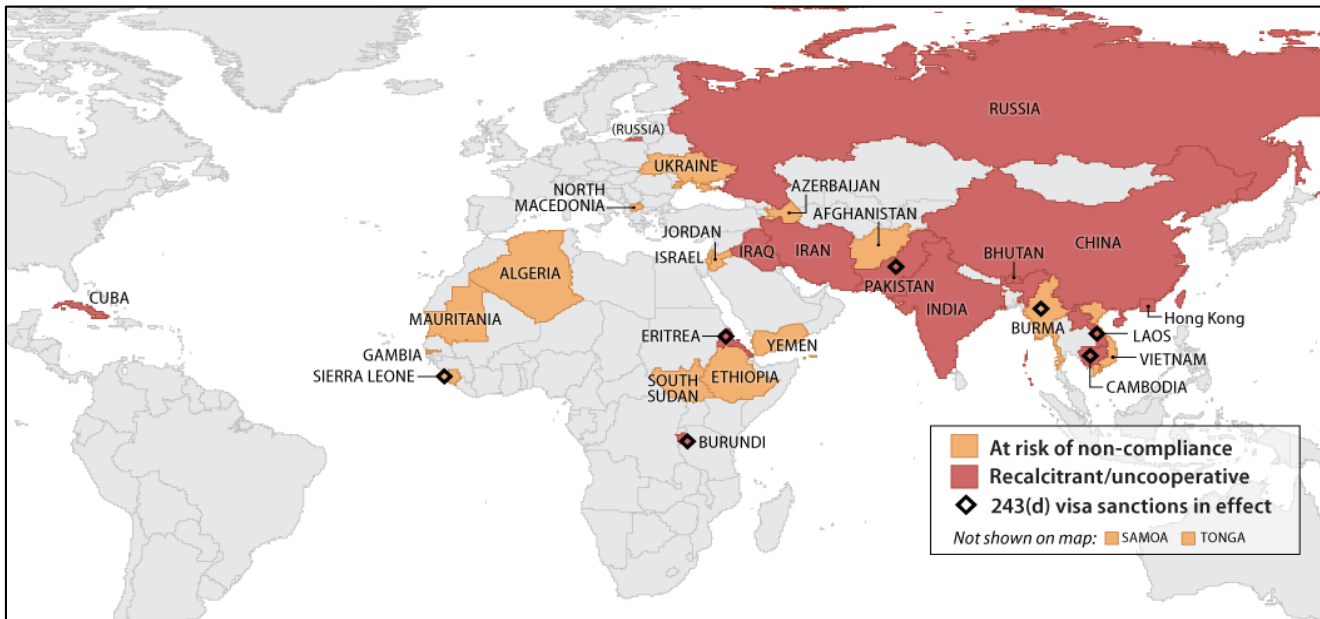 RUSSIA
(RUSSIA)
UKRAINE
NORTH
MACEDONIA
AZERBAIJAN
AFGHANISTAN
JORDAN
ISRAEL
IRAQ
IRAN
CHINA
BHUTAN
ALGERIA
PAKISTAN
INDIA
CUBA
MAURITANIA
Hong Kong
BURMA
LAOS
ERITREA
YEMEN
VIETNAM
GAMBIA
SIERRA LEONE
SOUTH
SUDAN
ETHIOPIA
CAMBODIA
BURUNDI
At risk of non-compliance
Recalcitrant/uncooperative
243(d) visa sanctions in effect
Not shown on map: SAMOA TONGA